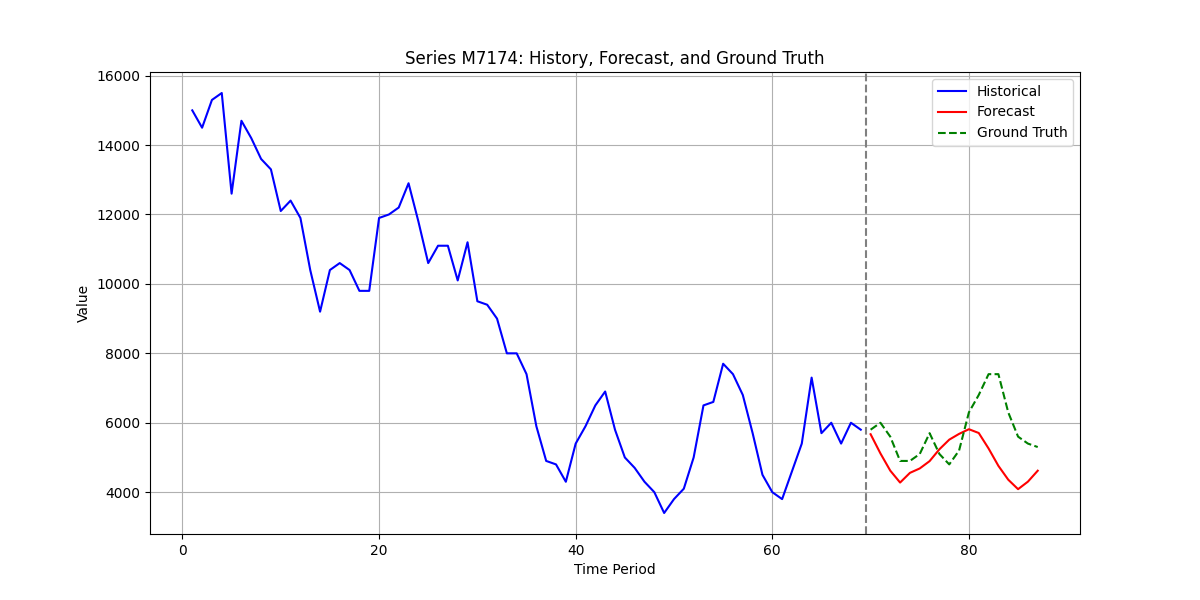 Series M7174: History, Forecast, and Ground Truth
16000
14000
12000
10000
8000
6000
4000
Value
0
20
40
60
80
Time Period
Historical
Forecast
Ground Truth